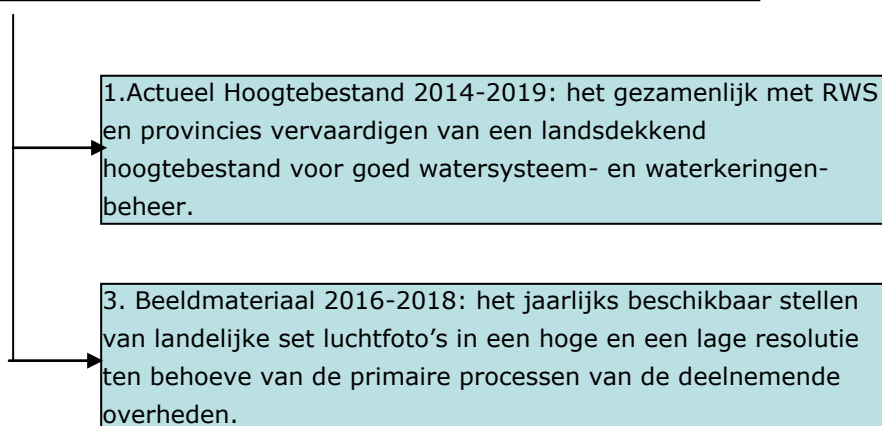 1.Actueel Hoogtebestand 2014-2019: het gezamenlijk met RWS
en provincies vervaardigen van een landsdekkend
hoogtebestand voor goed watersysteem- en waterkeringen-
beheer.
3. Beeldmateriaal 2016-2018: het jaarlijks beschikbaar stellen
van landelijke set luchtfoto’s in een hoge en een lage resolutie
ten behoeve van de primaire processen van de deelnemende
overheden.